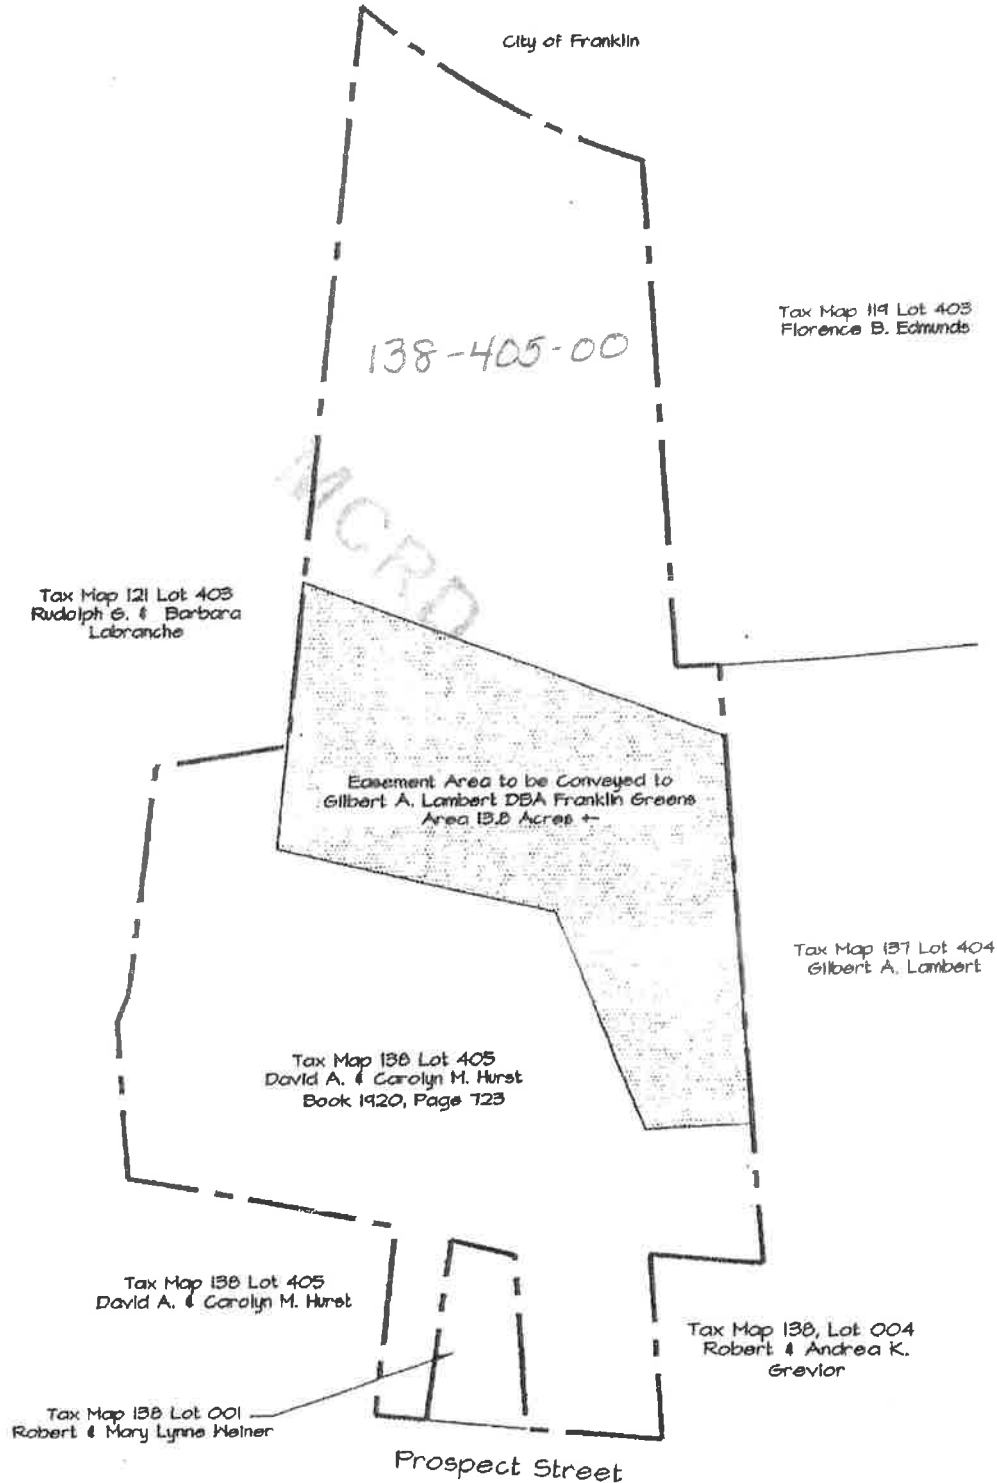 City of Franklin
Tax Map 119 Lot 403
Florence B. Edmunds
138-405-00
MCRD
Tax Map 121 Lot 403
Rudolph G. & Barbara
Labranche
Easement Area to be Conveyed to
Gilbert A. Lambert DBA Franklin Greens
Area 13.8 Acres +-
Tax Map 137 Lot 404
Gilbert A. Lambert
Tax Map 138 Lot 405
David A. & Carolyn M. Hurst
Book 1920, Page 723
Tax Map 138 Lot 405
David A. & Carolyn M. Hurst
Tax Map 138, Lot 004
Robert & Andrea K.
Grevior
Tax Map 138 Lot 001
Robert & Mary Lynne Weiner
Prospect Street